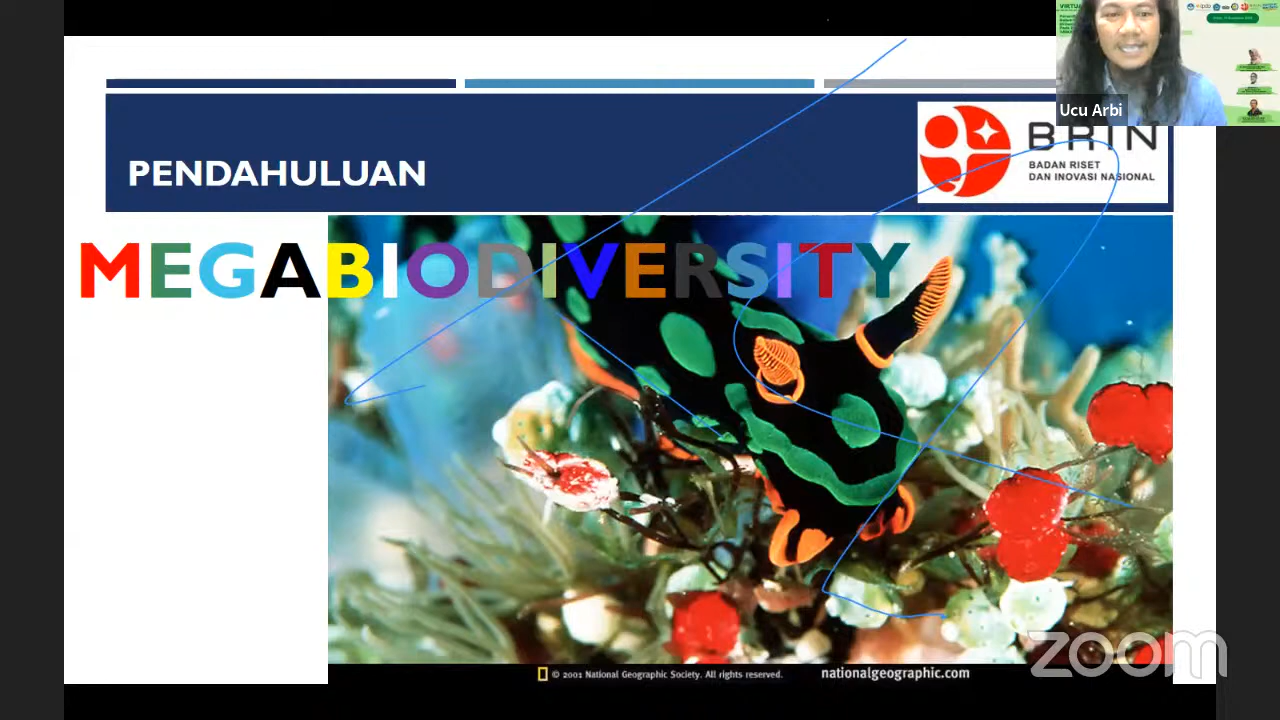 VIRTUA
Ucu Arbi
PENDAHULUAN
BRIN
BADAN RISET
DAN INOVASI NASIONAL
MEGABIODIVERSITY
zoom
© 2001 National Geographic Society. All rights reserved.
nationalgeographic.com